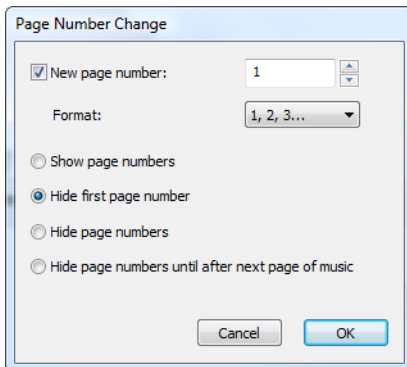 Page Number Change
New page number: 1
Format: 1, 2, 3...
Show page numbers
Hide first page number
Hide page numbers
Hide page numbers until after next page of music
Cancel OK